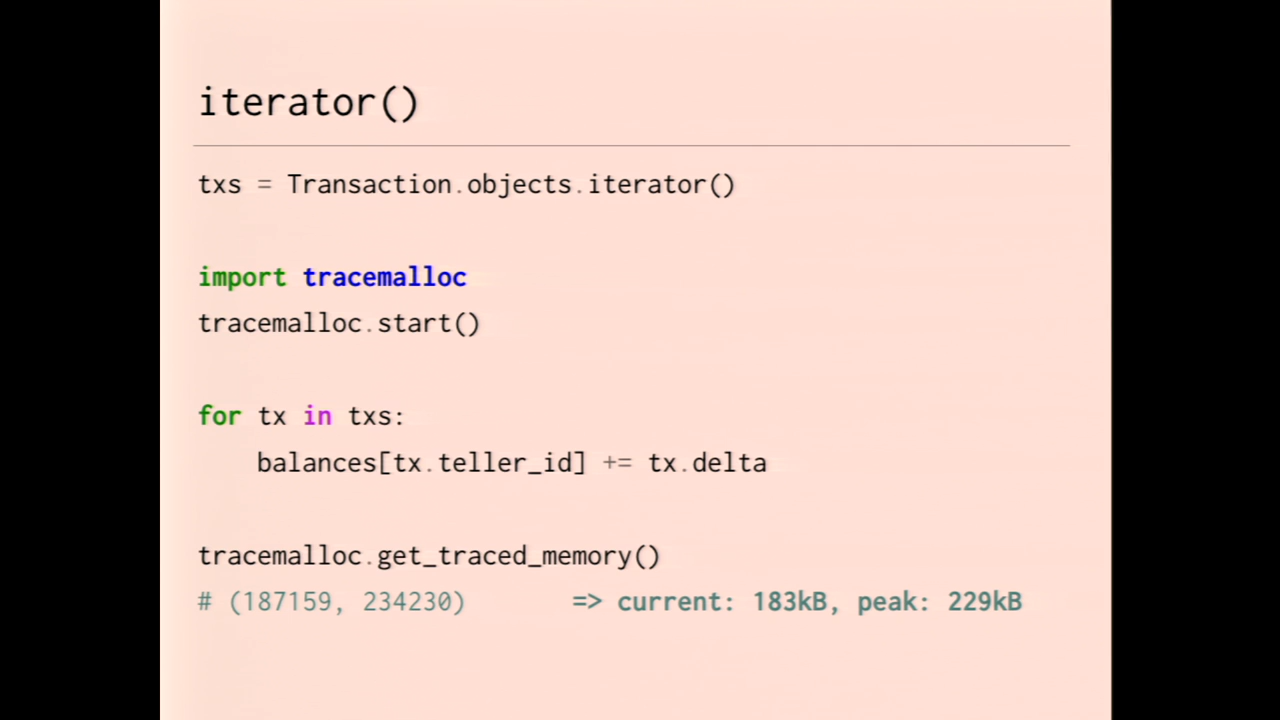 iterator()
txs = Transaction.objects.iterator()
import tracemalloc
tracemalloc.start()
for tx in txs:
    balances[tx.teller_id] += tx.delta
tracemalloc.get_traced_memory()
# (187159, 234230)       => current: 183kB, peak: 229kB